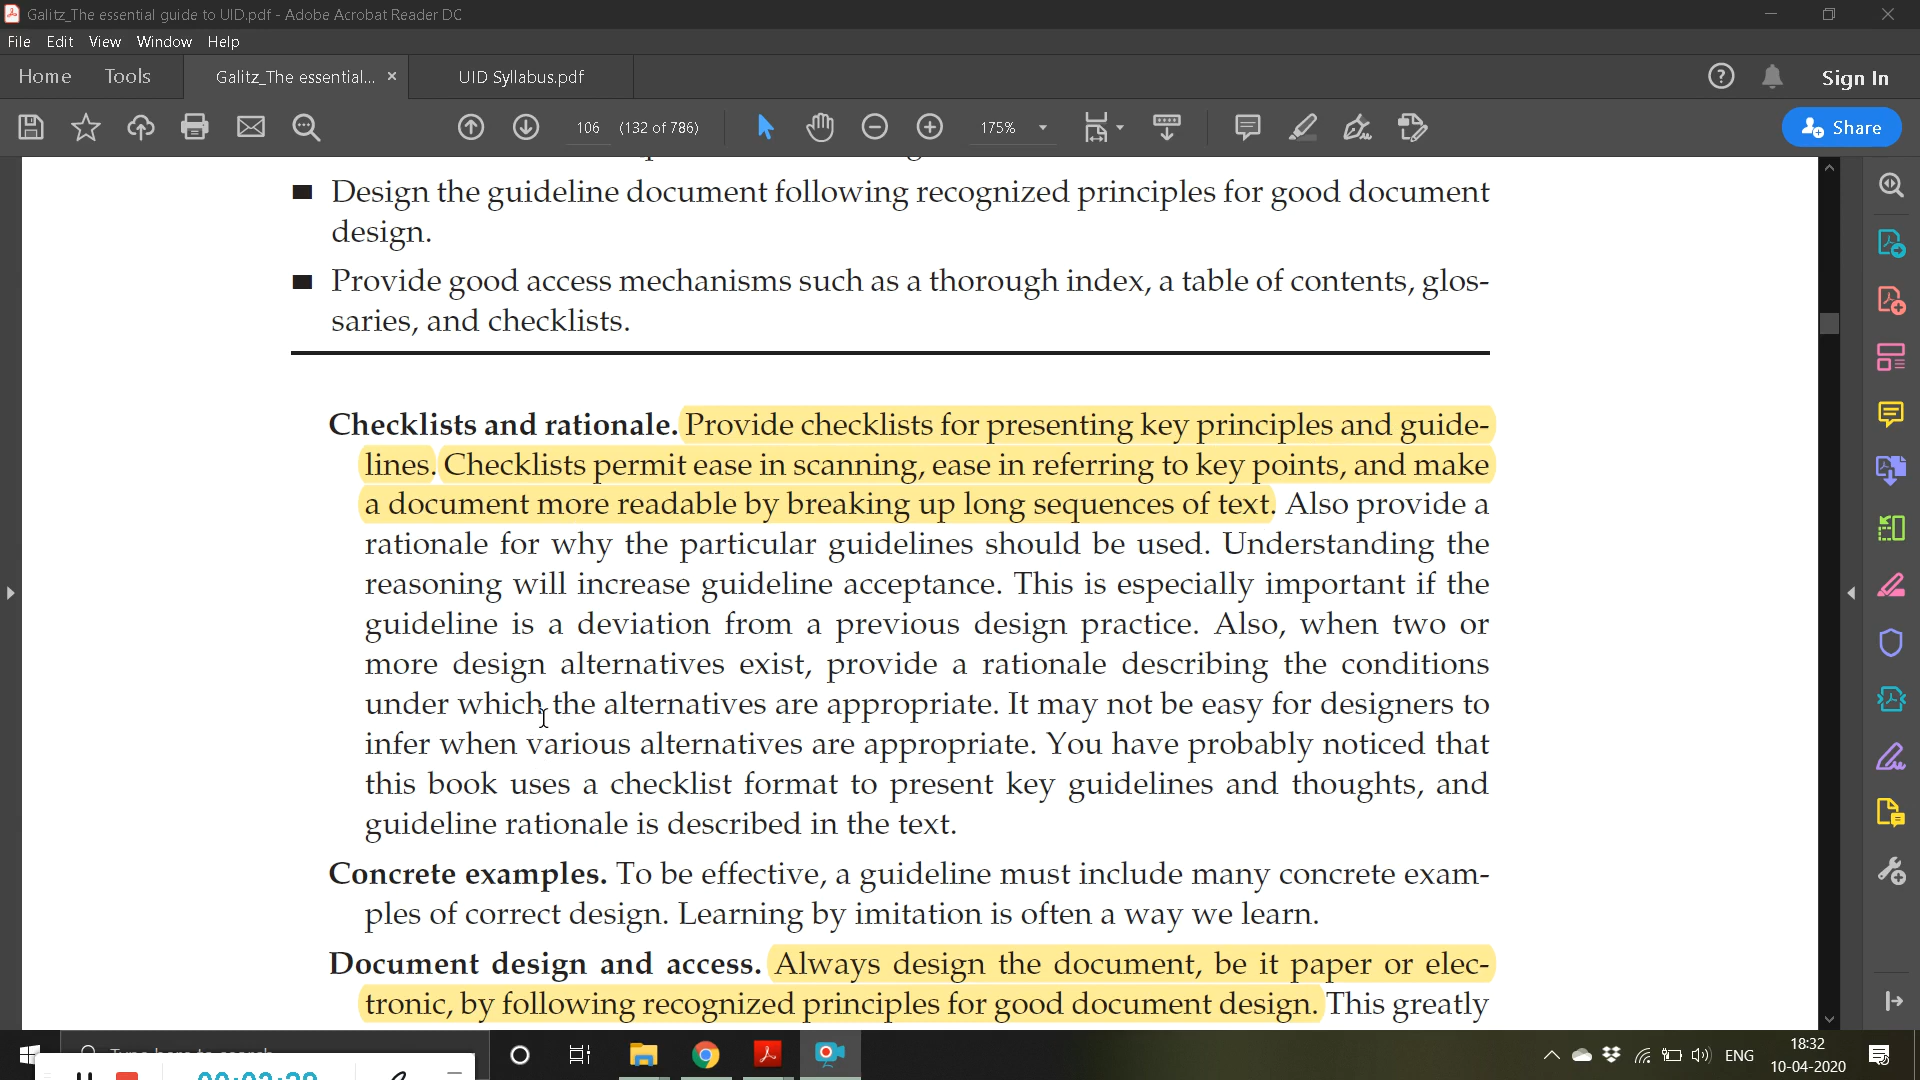 Galitz_The essential guide to UID.pdf - Adobe Acrobat Reader DC
File Edit View Window Help
Home Tools Galitz_The essential... × UID Syllabus.pdf Sign In
106 (132 of 786) 175% Share
Design the guideline document following recognized principles for good document
design.
Provide good access mechanisms such as a thorough index, a table of contents, glos-
saries, and checklists.
Checklists and rationale. Provide checklists for presenting key principles and guide-
lines. Checklists permit ease in scanning, ease in referring to key points, and make
a document more readable by breaking up long sequences of text. Also provide a
rationale for why the particular guidelines should be used. Understanding the
reasoning will increase guideline acceptance. This is especially important if the
guideline is a deviation from a previous design practice. Also, when two or
more design alternatives exist, provide a rationale describing the conditions
under which the alternatives are appropriate. It may not be easy for designers to
infer when various alternatives are appropriate. You have probably noticed that
this book uses a checklist format to present key guidelines and thoughts, and
guideline rationale is described in the text.
Concrete examples. To be effective, a guideline must include many concrete exam-
ples of correct design. Learning by imitation is often a way we learn.
Document design and access. Always design the document, be it paper or elec-
tronic, by following recognized principles for good document design. This greatly
ENG
18:32
10-04-2020